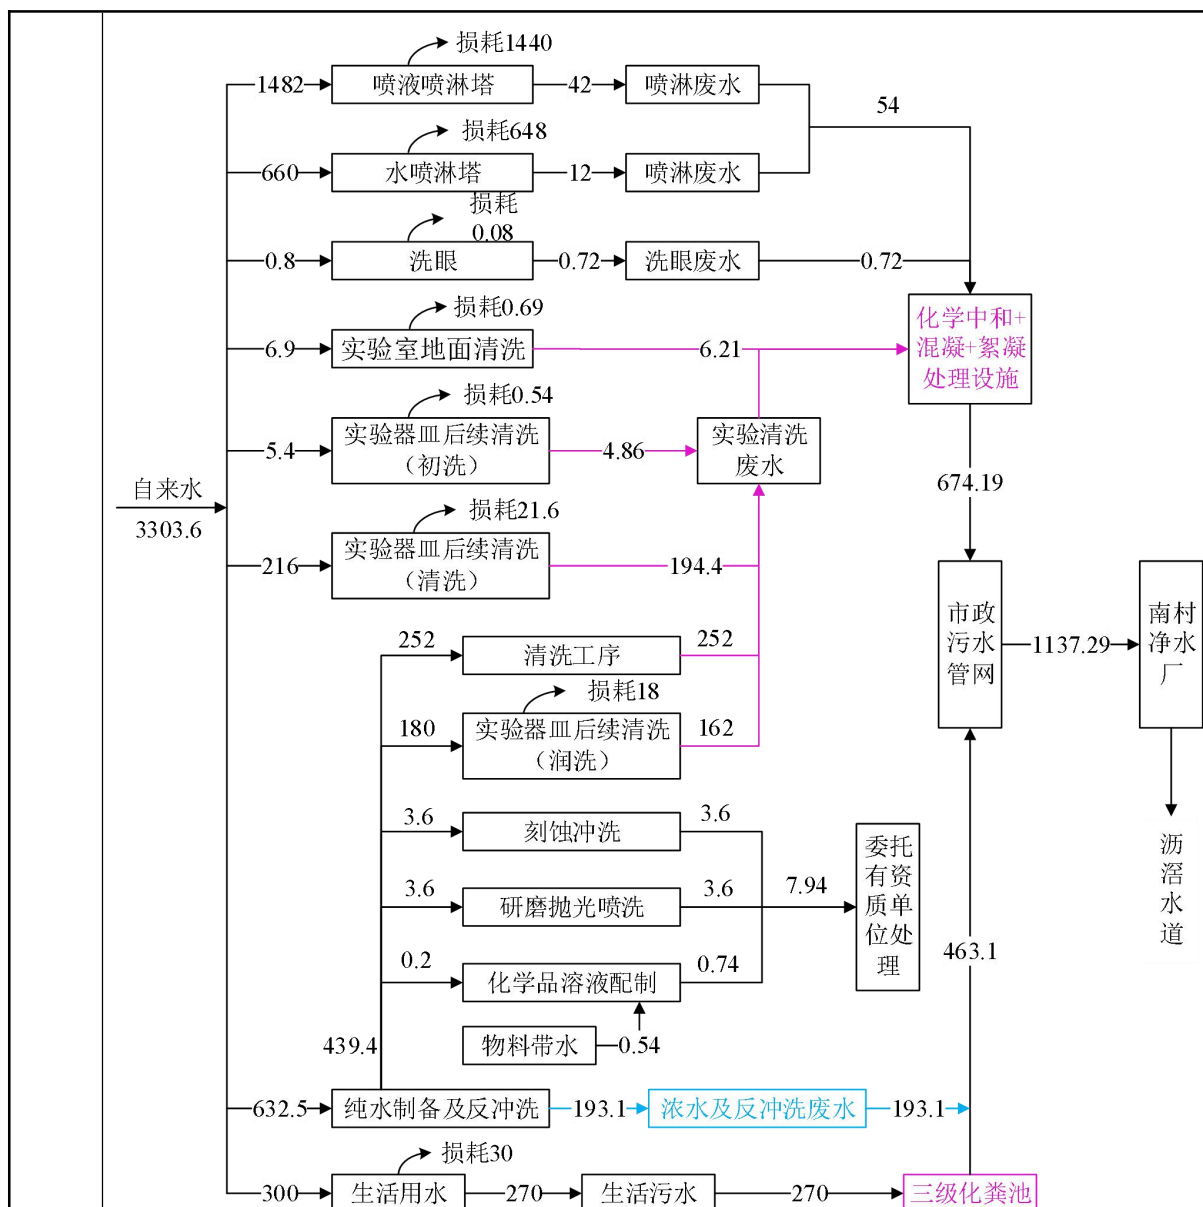 损耗1440
1482
喷液喷淋塔
42
喷淋废水
54
损耗648
660
水喷淋塔
12
喷淋废水
损耗
0.08
0.8
洗眼
0.72
洗眼废水
0.72
损耗0.69
6.9
实验室地面清洗
6.21
化学中和+
混凝+絮凝
处理设施
损耗0.54
5.4
实验器皿后续清洗
（初洗）
4.86
实验清洗
废水
自来水
3303.6
674.19
损耗21.6
216
实验器皿后续清洗
（清洗）
194.4
市政
污水
管网
1137.29
南村
净水
厂
252
清洗工序
252
损耗18
180
实验器皿后续清洗
（润洗）
162
3.6
刻蚀冲洗
3.6
3.6
研磨抛光喷洗
3.6
7.94
委托
有资
质单
位处
理
沥
滘
水
道
463.1
0.2
化学品溶液配制
0.74
439.4
物料带水
0.54
632.5
纯水制备及反冲洗
193.1
浓水及反冲洗废水
193.1
损耗30
300
生活用水
270
生活污水
270
三级化粪池